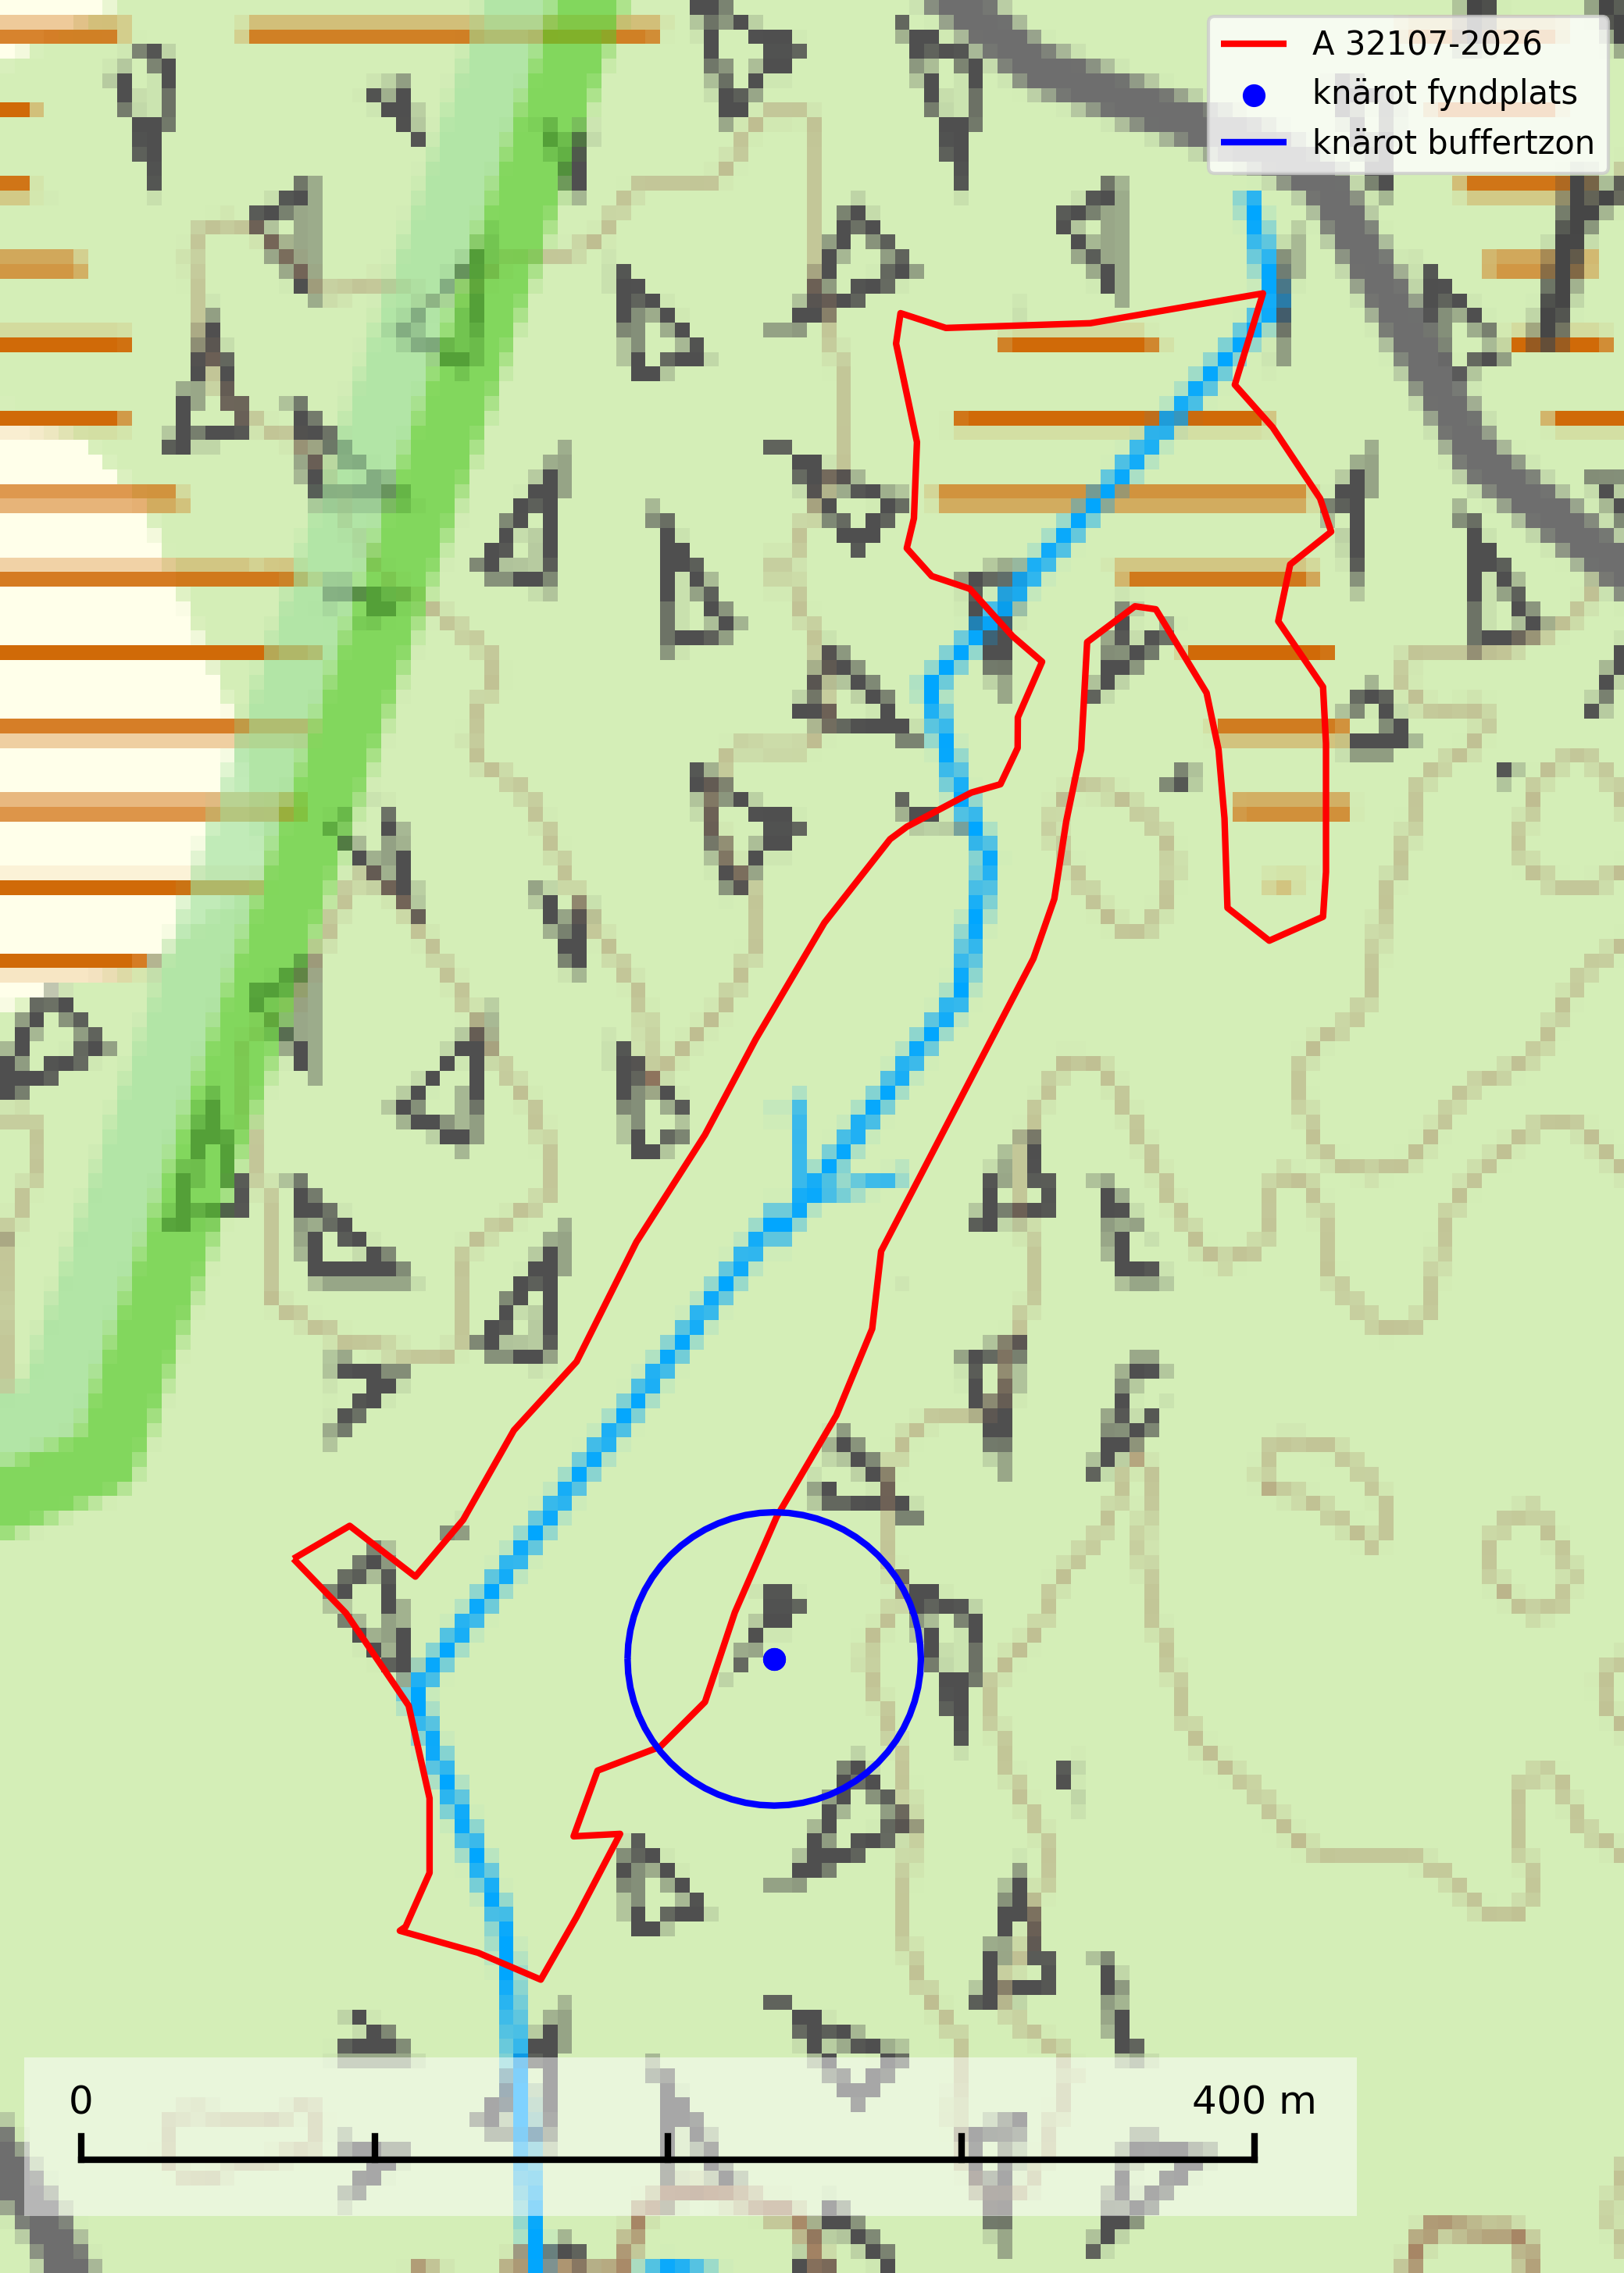 A 32107-2026
knärot fyndplats
knärot buffertzon
0
400 m